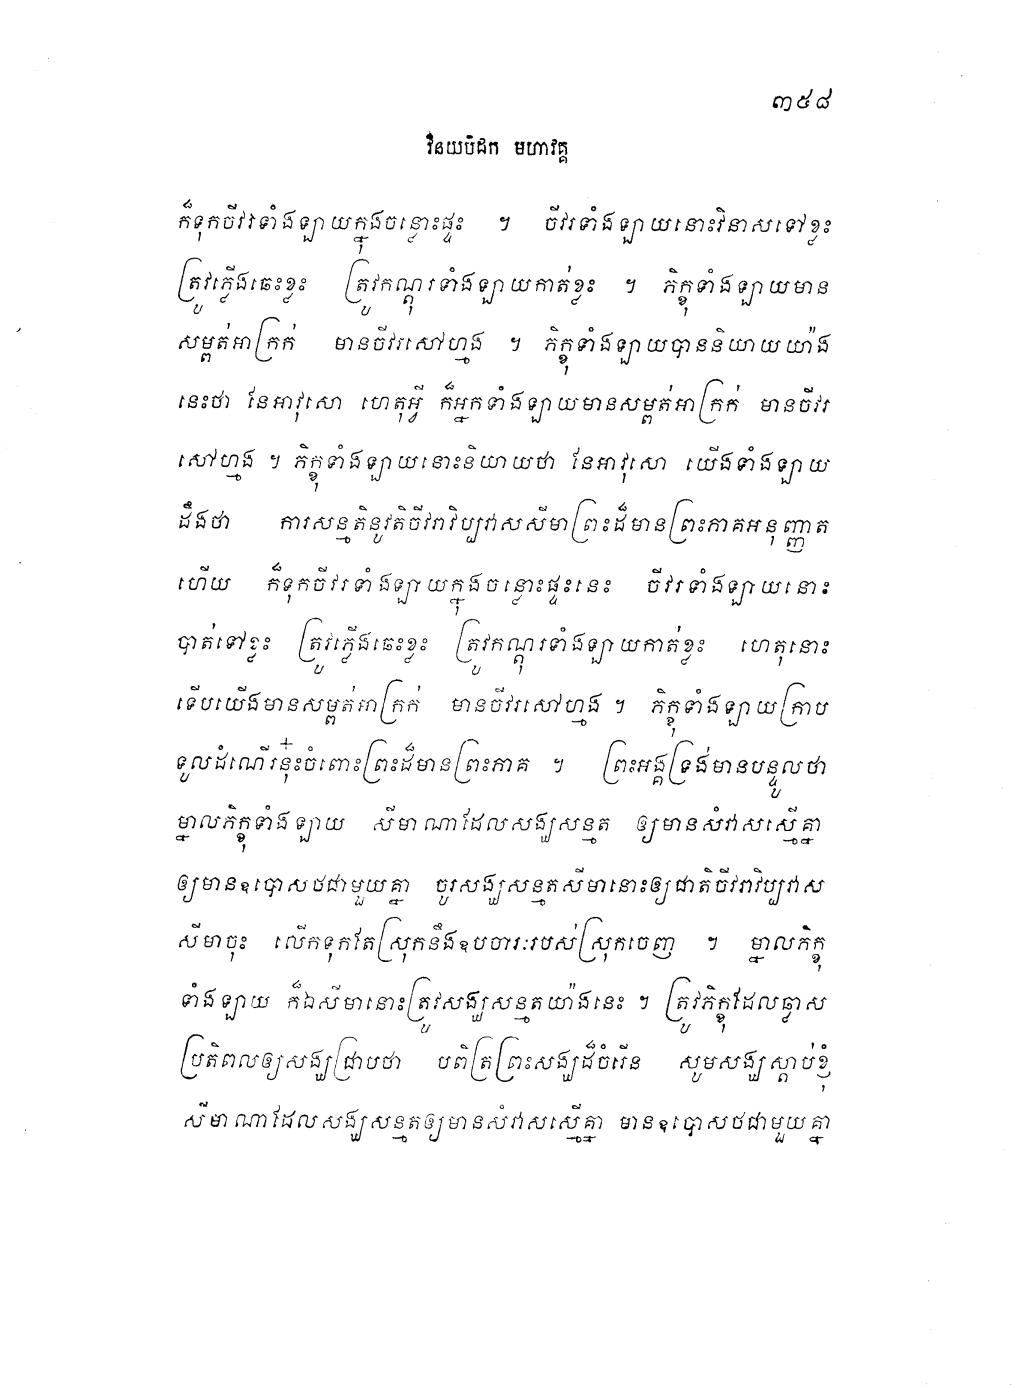 ៣៥៨
វិនយបិដក មហាវគ្គ
ក៏ទុកចីវរទាំងឡាយក្នុងចន្លោះផ្ទះ ។ ចីវរទាំងឡាយនោះវិនាសទៅខ្លះ
ត្រូវភ្លើងឆេះខ្លះ ត្រូវកណ្តុរទាំងឡាយកាត់ខ្លះ ។ ភិក្ខុទាំងឡាយមាន
សម្ពត់អាក្រក់ មានចីវរសៅហ្មង ។ ភិក្ខុទាំងឡាយបាននិយាយយ៉ាង
នេះថា នែអាវុសោ ហេតុអ្វី ក៏អ្នកទាំងឡាយមានសម្ពត់អាក្រក់ មានចីវរ
សៅហ្មង ។ ភិក្ខុទាំងឡាយនោះនិយាយថា នែអាវុសោ យើងទាំងឡាយ
ដឹងថា ការសន្មតិនូវតិចីវរាវិប្បវាសសីមាព្រះដ៏មានព្រះភាគអនុញ្ញាត
ហើយ ក៏ទុកចីវរទាំងឡាយក្នុងចន្លោះផ្ទះនេះ ចីវរទាំងឡាយនោះ
បាត់ទៅខ្លះ ត្រូវភ្លើងឆេះខ្លះ ត្រូវកណ្តុរទាំងឡាយកាត់ខ្លះ ហេតុនោះ
ទើបយើងមានសម្ពត់អាក្រក់ មានចីវរសៅហ្មង ។ ភិក្ខុទាំងឡាយក្រាប
ទូលដំណើរនុ៎ះចំពោះព្រះដ៏មានព្រះភាគ ។ ព្រះអង្គទ្រង់មានបន្ទូលថា
ម្នាលភិក្ខុទាំងឡាយ សីមាណាដែលសង្ឃសន្មត ឲ្យមានសំវាសស្មើគ្នា
ឲ្យមានឧបោសថជាមួយគ្នា ចូរសង្ឃសន្មតសីមានោះឲ្យជាតិចីវរាវិប្បវាស
សីមាចុះ លើកទុកតែស្រុកនឹងឧបចារៈរបស់ស្រុកចេញ ។ ម្នាលភិក្ខុ
ទាំងឡាយ ក៏ឯសីមានោះត្រូវសង្ឃសន្មតយ៉ាងនេះ ។ ត្រូវភិក្ខុដែលឆ្លាស
ប្រតិពលឲ្យសង្ឃជ្រាបថា បពិត្រព្រះសង្ឃដ៏ចំរើន សូមសង្ឃស្តាប់ខ្ញុំ
សីមាណាដែលសង្ឃសន្មតឲ្យមានសំវាសស្មើគ្នា មានឧបោសថជាមួយគ្នា